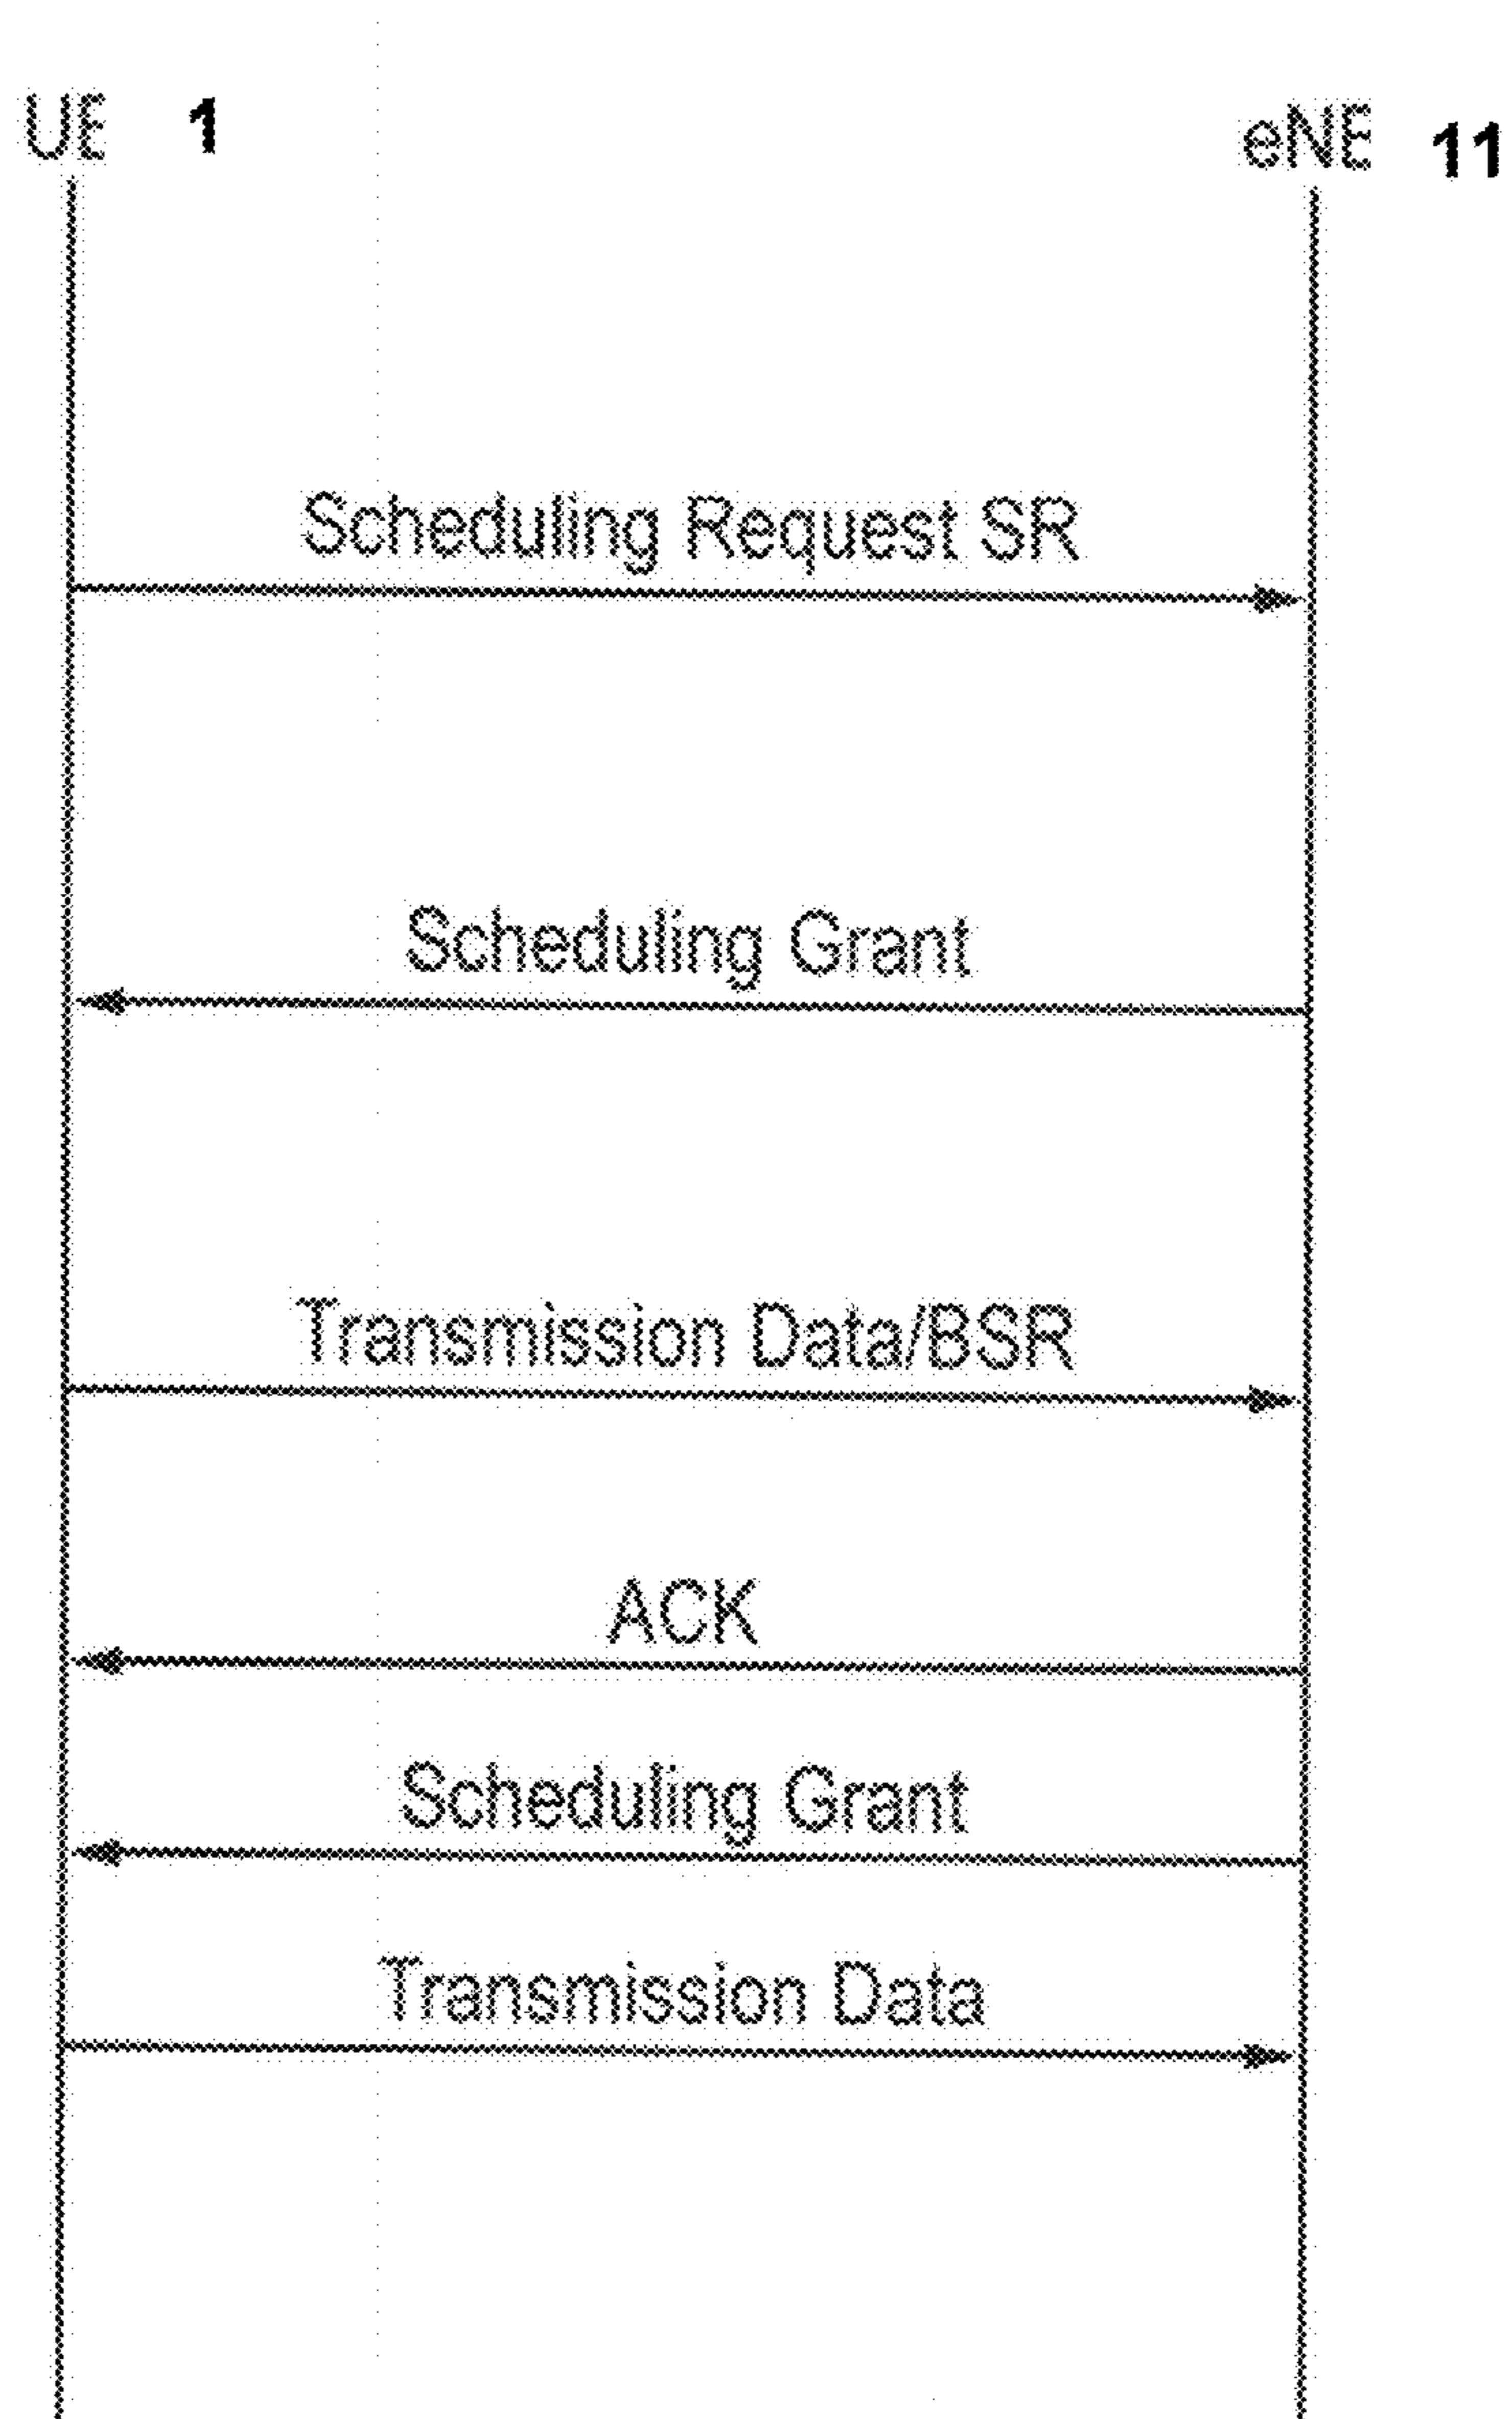 UE 1
eNE 11
Scheduling Request SR
Scheduling Grant
Transmission Data/BSR
ACK
Scheduling Grant
Transmission Data